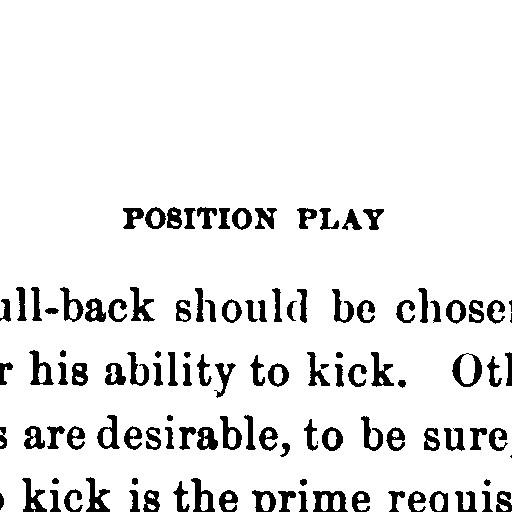 POSITION PLAY
ull-back should be chosen
r his ability to kick. Oth
s are desirable, to be sure,
o kick is the prime requis